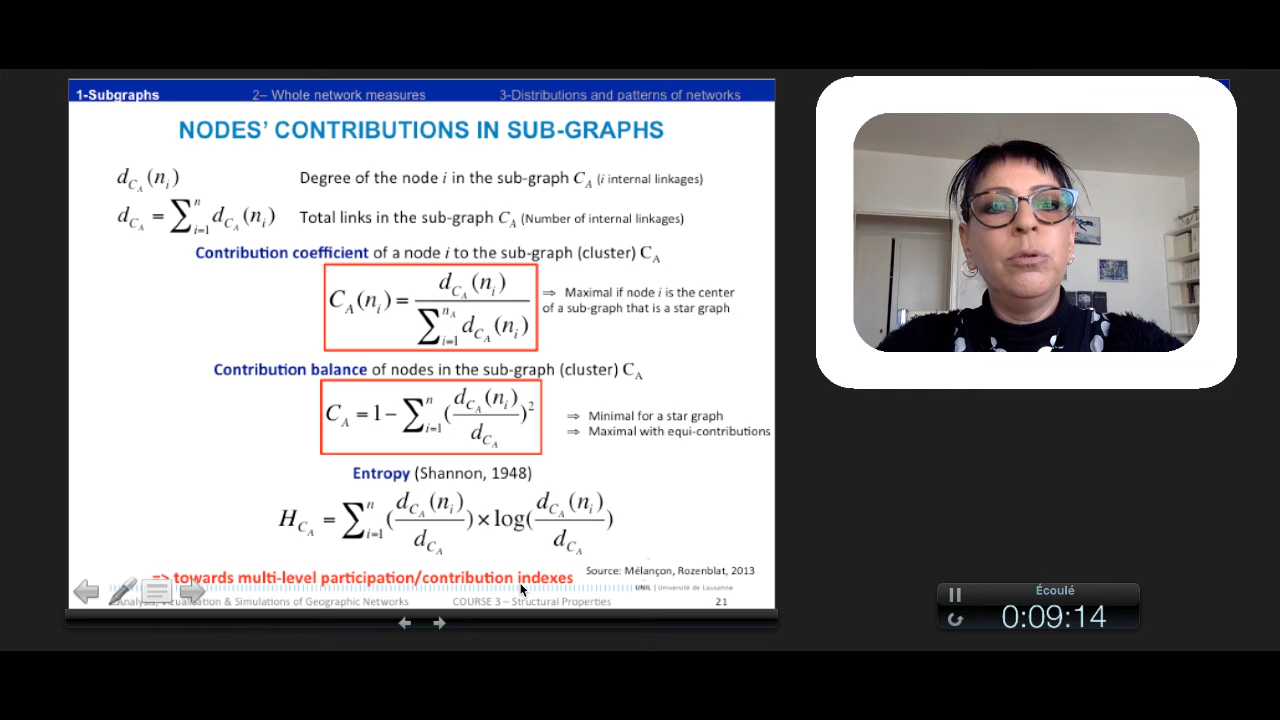 1-Subgraphs 2– Whole network measures 3-Distributions and patterns of networks
NODES' CONTRIBUTIONS IN SUB-GRAPHS
d_{C_A}(n_i) Degree of the node i in the sub-graph C_A (i internal linkages)
d_{C_A} = ∑_{i=1}^{n} d_{C_A}(n_i) Total links in the sub-graph C_A (Number of internal linkages)
Contribution coefficient of a node i to the sub-graph (cluster) C_A
C_A(n_i) = d_{C_A}(n_i) / ∑_{i=1}^{n_A} d_{C_A}(n_i)
⇒ Maximal if node i is the center
of a sub-graph that is a star graph
Contribution balance of nodes in the sub-graph (cluster) C_A
C_A = 1 – ∑_{i=1}^{n} (d_{C_A}(n_i) / d_{C_A})^2
⇒ Minimal for a star graph
⇒ Maximal with equi-contributions
Entropy (Shannon, 1948)
H_{C_A} = ∑_{i=1}^{n} (d_{C_A}(n_i) / d_{C_A}) × log(d_{C_A}(n_i) / d_{C_A})
Source: Mélançon, Rozenblat, 2013
=> towards multi-level participation/contribution indexes
UNIL | Université de Lausanne
Analysis, Visualisation & Simulations of Geographic Networks COURSE 3 – Structural Properties 21
Écoulé
0:09:14